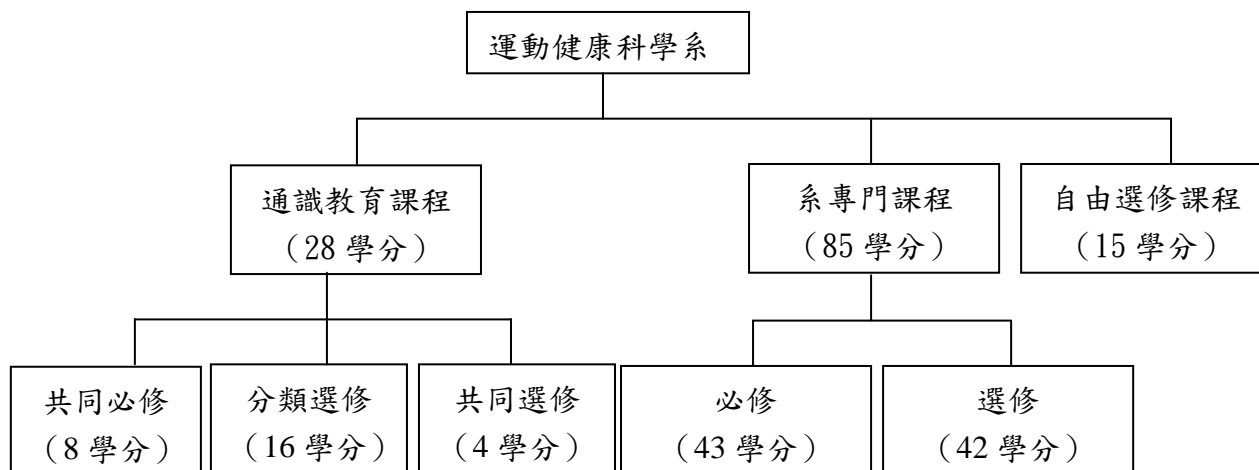 運動健康科學系
通識教育課程
（28 學分）
系專門課程
（85 學分）
自由選修課程
（15 學分）
共同必修
（8 學分）
分類選修
（16 學分）
共同選修
（4 學分）
必修
（43 學分）
選修
（42 學分）